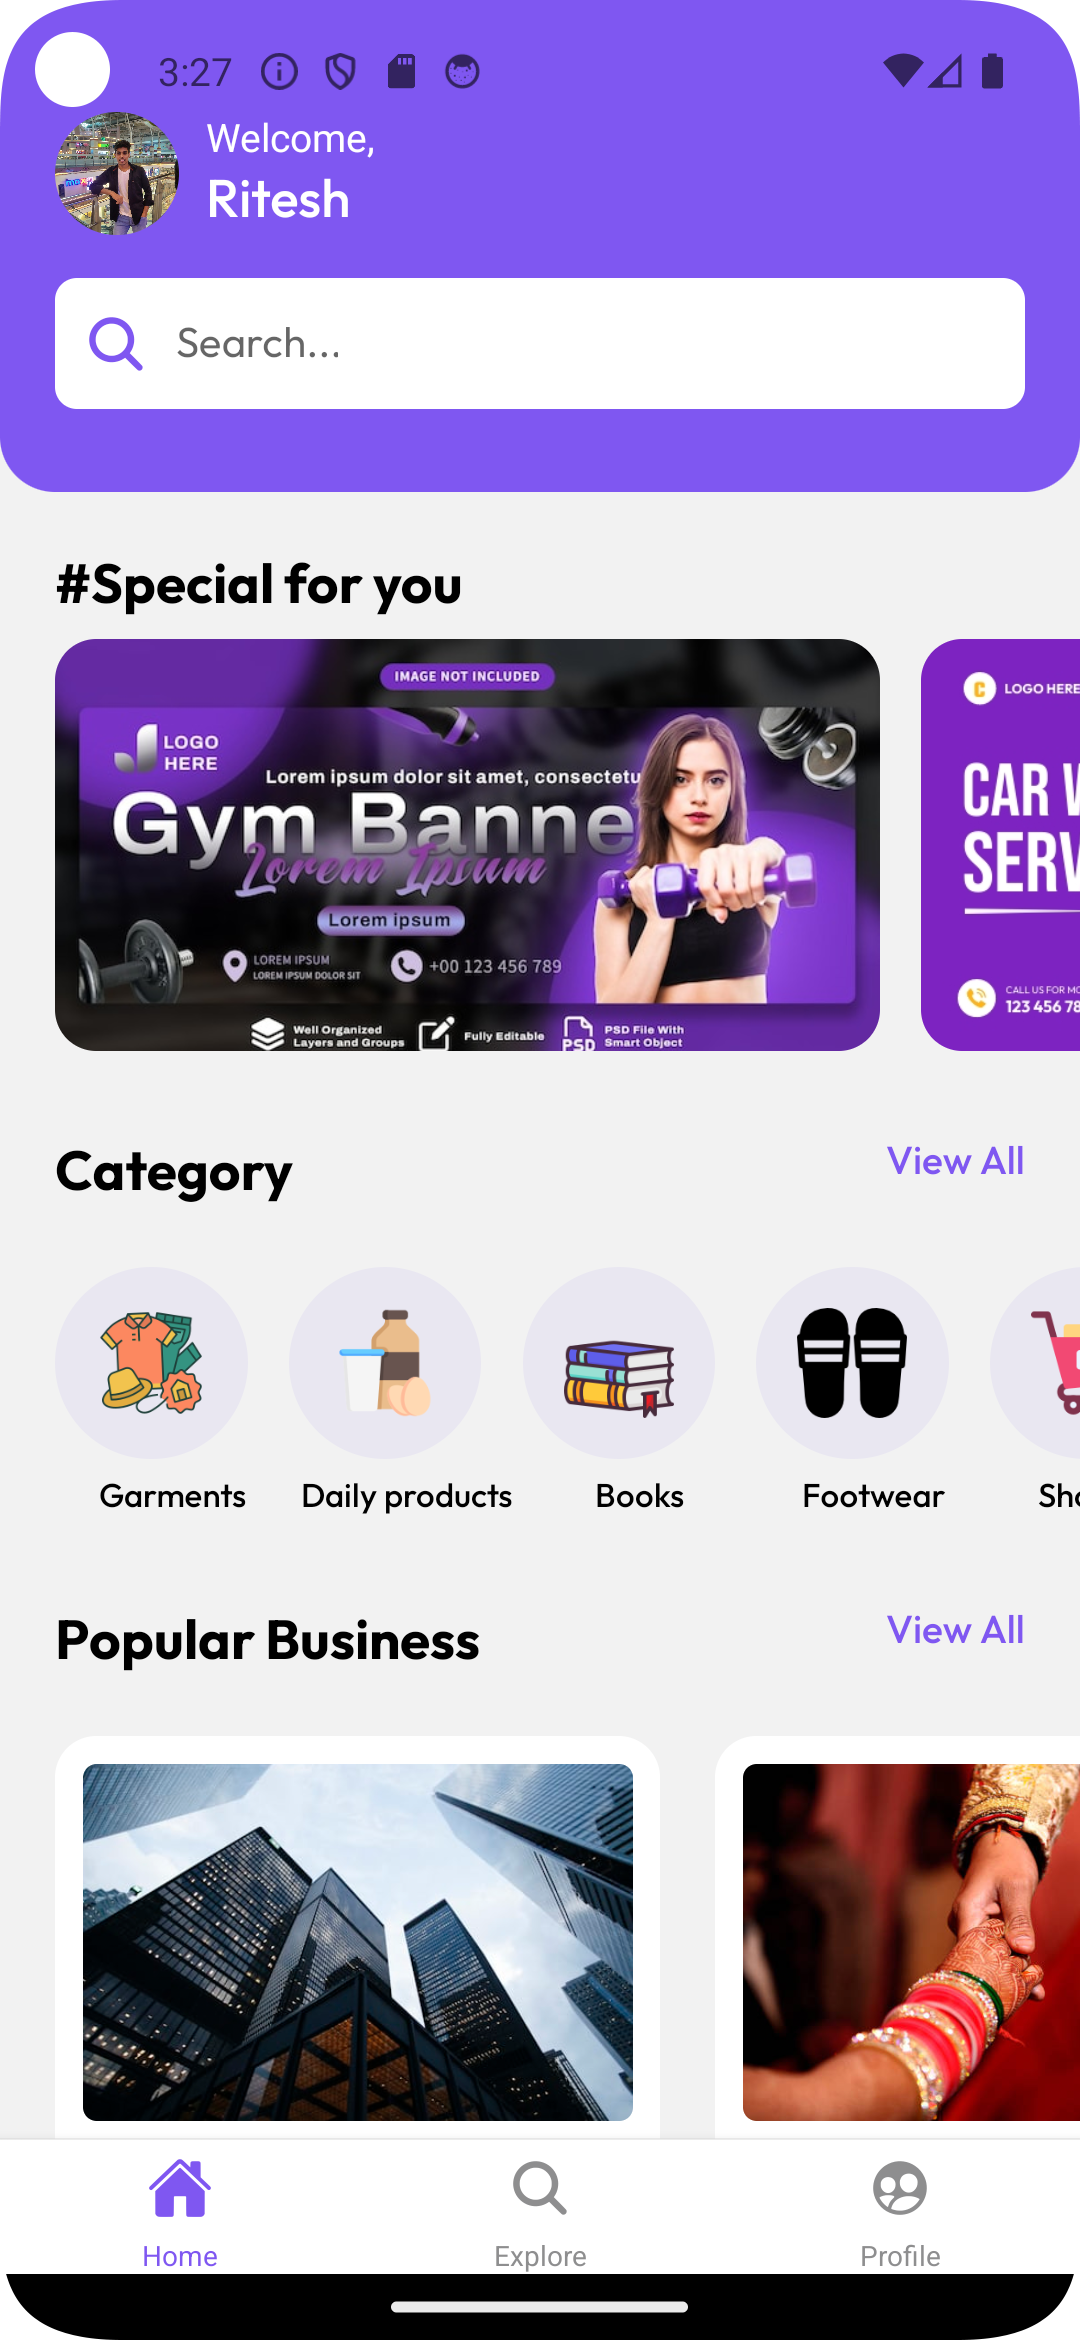 3:27
Welcome,
Ritesh
Search...
#Special for you
IMAGE NOT INCLUDED
LOGO
HERE
Lorem ipsum dolor sit amet, consectetu
Gym Banne
Lorem Ipsum
Lorem ipsum
LOREM IPSUM
LOREM IPSUM DOLOR SIT
+00 123 456 789
Well Organized
Layers and Groups
Fully Editable
PSD
PSD File With
Smart Object
C
LOGO HERE
CAR W
SERV
CALL US FOR MO
123 456 78
Category
View All
Garments
Daily products
Books
Footwear
Sho
Popular Business
View All
Home
Explore
Profile